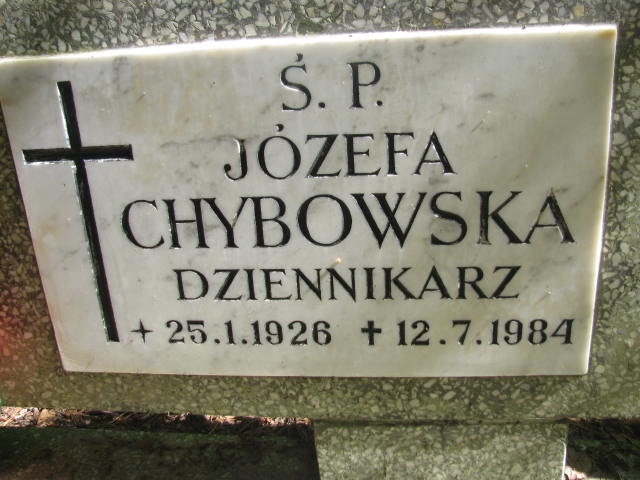 Ś. P.
JÓZEFA
CHYBOWSKA
DZIENNIKARZ
+ 25.1.1926 ✝ 12.7.1984